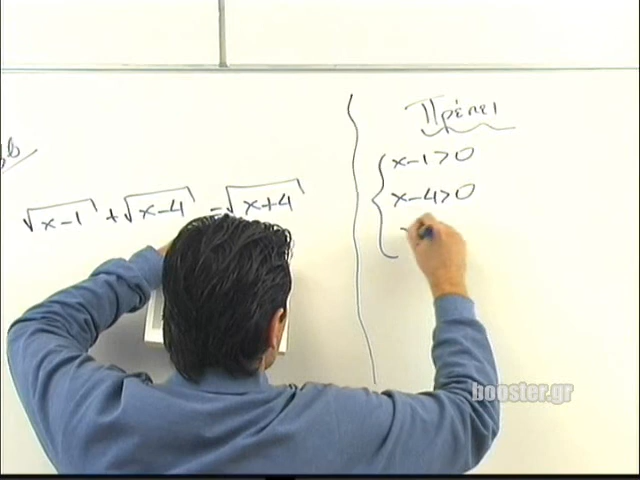 β
√x-1 + √x-4 = √x+4
Πρέπει
x-1>0
x-4>0
booster.gr